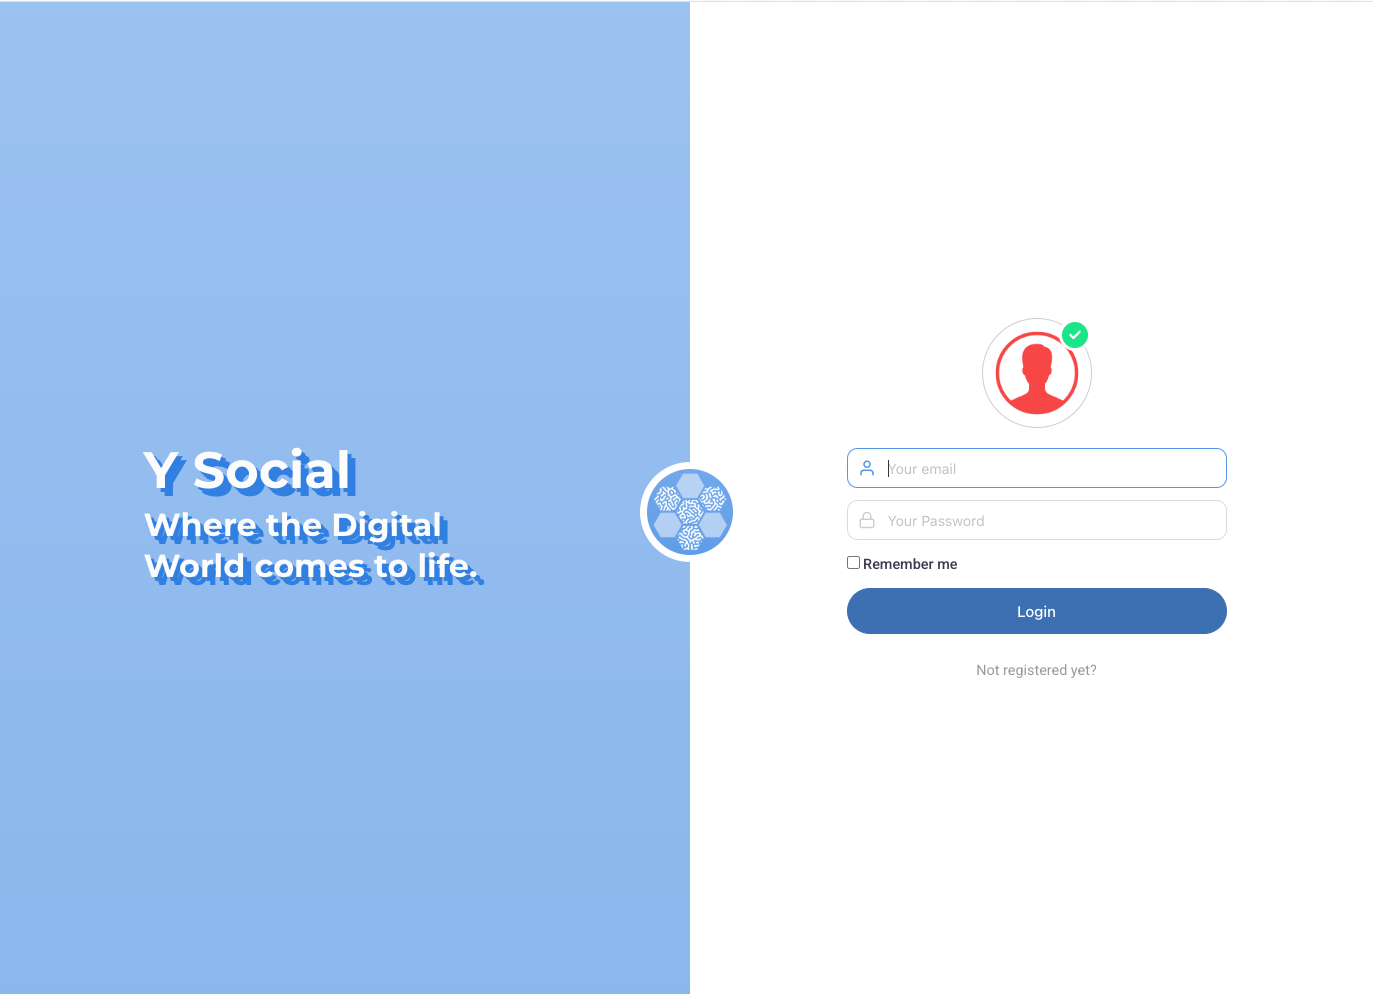 Y Social
Where the Digital
World comes to life.
Your email
Your Password
Remember me
Login
Not registered yet?